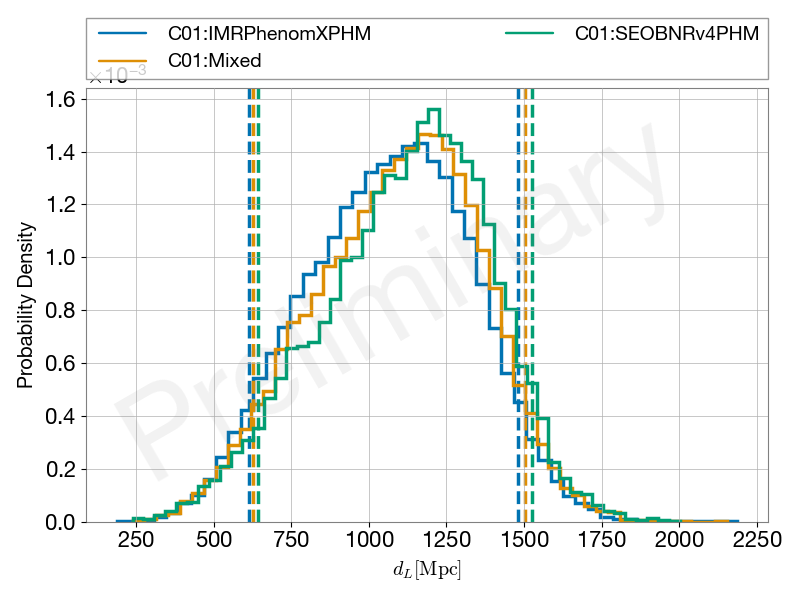 C01:IMRPhenomXPHM
C01:Mixed
C01:SEOBNRv4PHM
×10⁻³
1.6
1.4
1.2
1.0
0.8
0.6
0.4
0.2
0.0
Probability Density
Preliminary
250 500 750 1000 1250 1500 1750 2000 2250
d_L[Mpc]